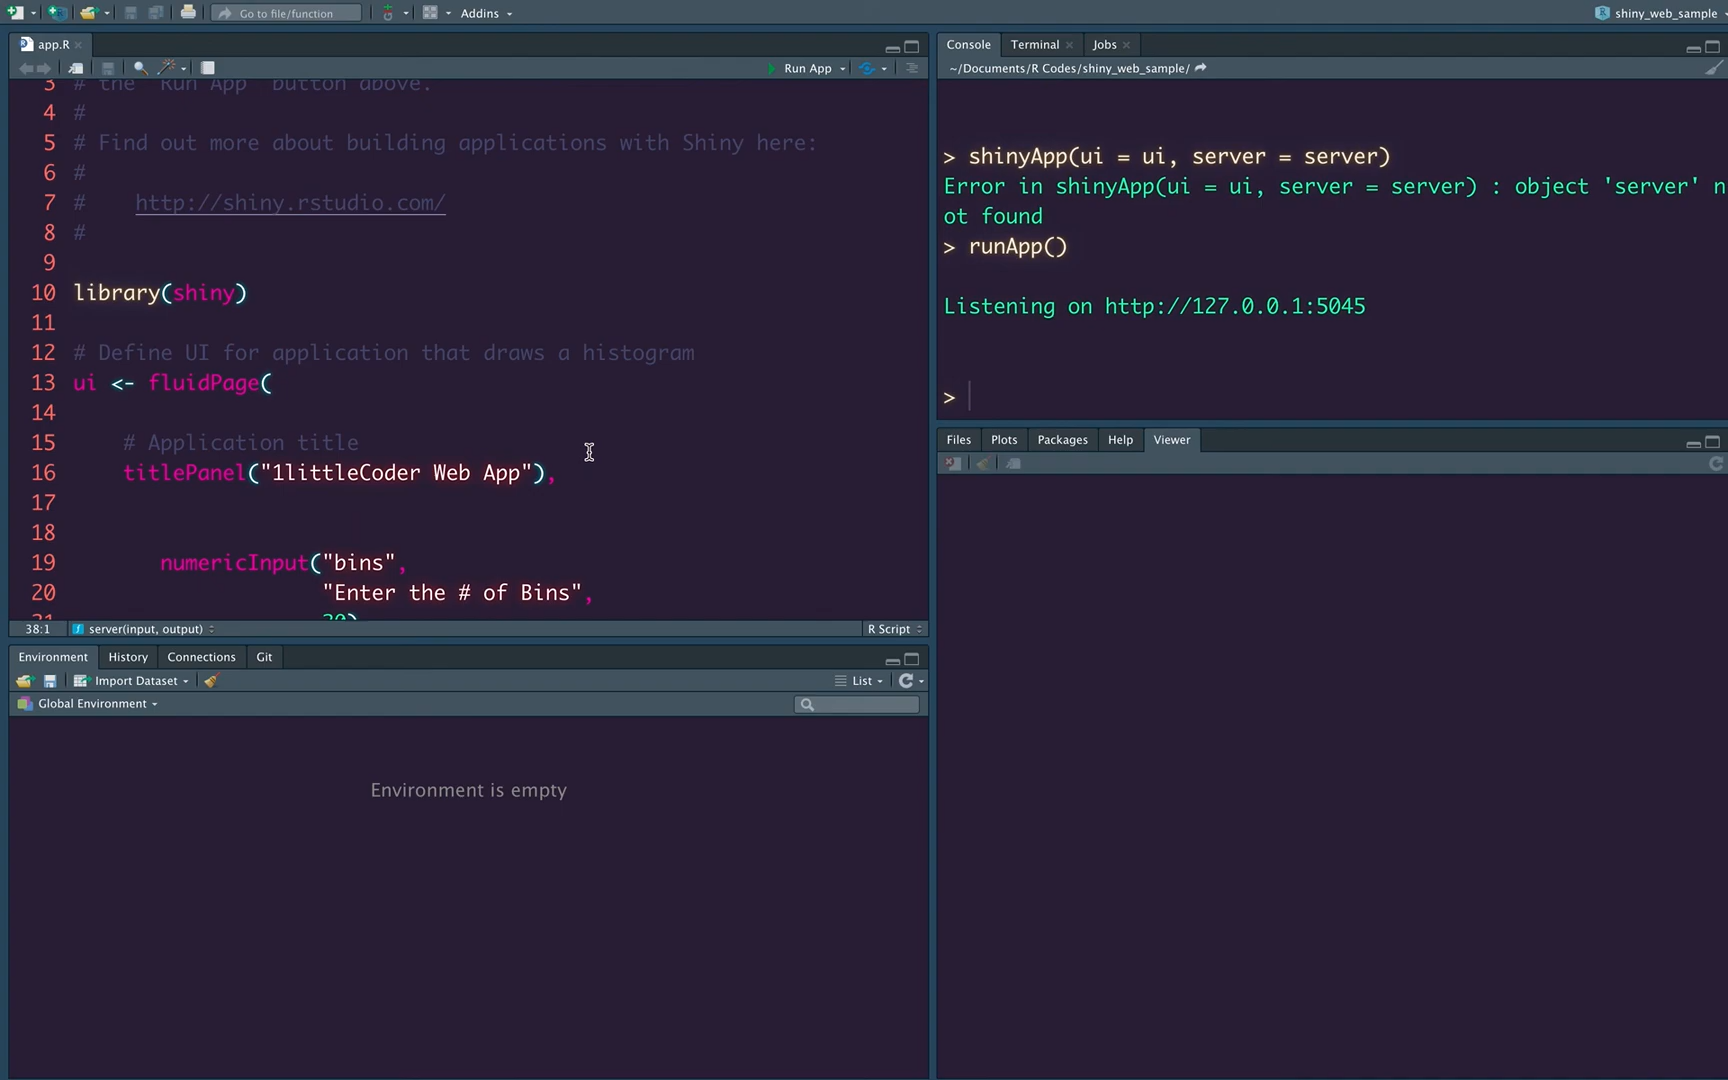 Go to file/function
Addins
shiny_web_sample
app.R
Run App
3 # the "Run App" button above.
4 #
5 # Find out more about building applications with Shiny here:
6 #
7 #    http://shiny.rstudio.com/
8 #
9
10 library(shiny)
11
12 # Define UI for application that draws a histogram
13 ui <- fluidPage(
14
15     # Application title
16     titlePanel("1littleCoder Web App"),
17
18
19        numericInput("bins",
20                     "Enter the # of Bins",
21                     30)
38:1 server(input, output) R Script
Environment History Connections Git
Import Dataset List
Global Environment
Environment is empty
Console Terminal Jobs
~/Documents/R Codes/shiny_web_sample/
> shinyApp(ui = ui, server = server)
Error in shinyApp(ui = ui, server = server) : object 'server' n
ot found
> runApp()
Listening on http://127.0.0.1:5045
>
Files Plots Packages Help Viewer